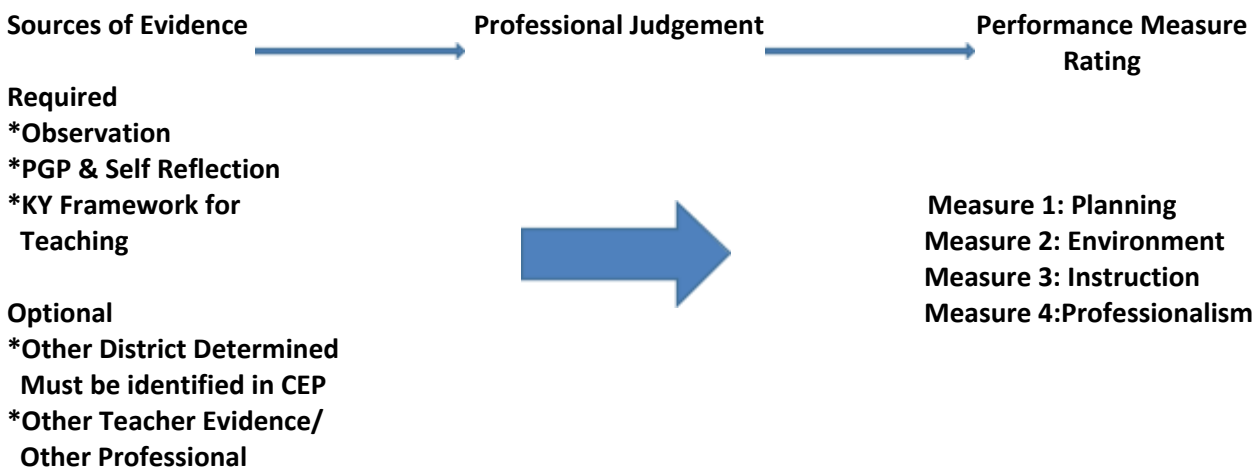 Sources of Evidence
Professional Judgement
Performance Measure
Rating
Required
*Observation
*PGP & Self Reflection
*KY Framework for
Teaching
Optional
*Other District Determined
Must be identified in CEP
*Other Teacher Evidence/
Other Professional
Measure 1: Planning
Measure 2: Environment
Measure 3: Instruction
Measure 4:Professionalism